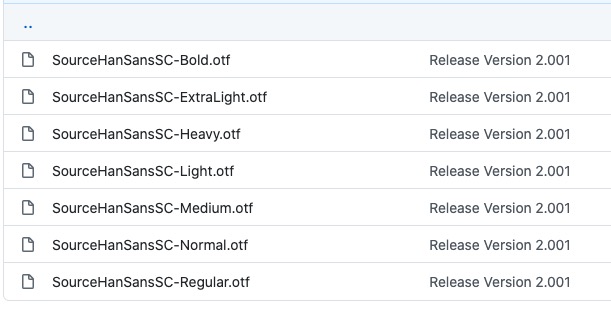 ..
SourceHanSansSC-Bold.otf Release Version 2.001
SourceHanSansSC-ExtraLight.otf Release Version 2.001
SourceHanSansSC-Heavy.otf Release Version 2.001
SourceHanSansSC-Light.otf Release Version 2.001
SourceHanSansSC-Medium.otf Release Version 2.001
SourceHanSansSC-Normal.otf Release Version 2.001
SourceHanSansSC-Regular.otf Release Version 2.001